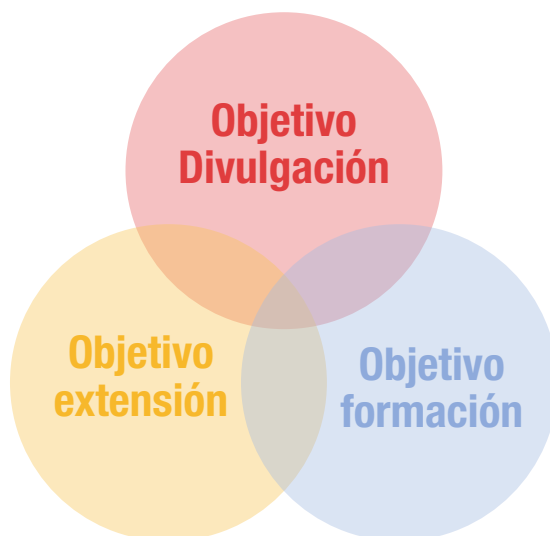 Objetivo
Divulgación
Objetivo
extensión
Objetivo
formación